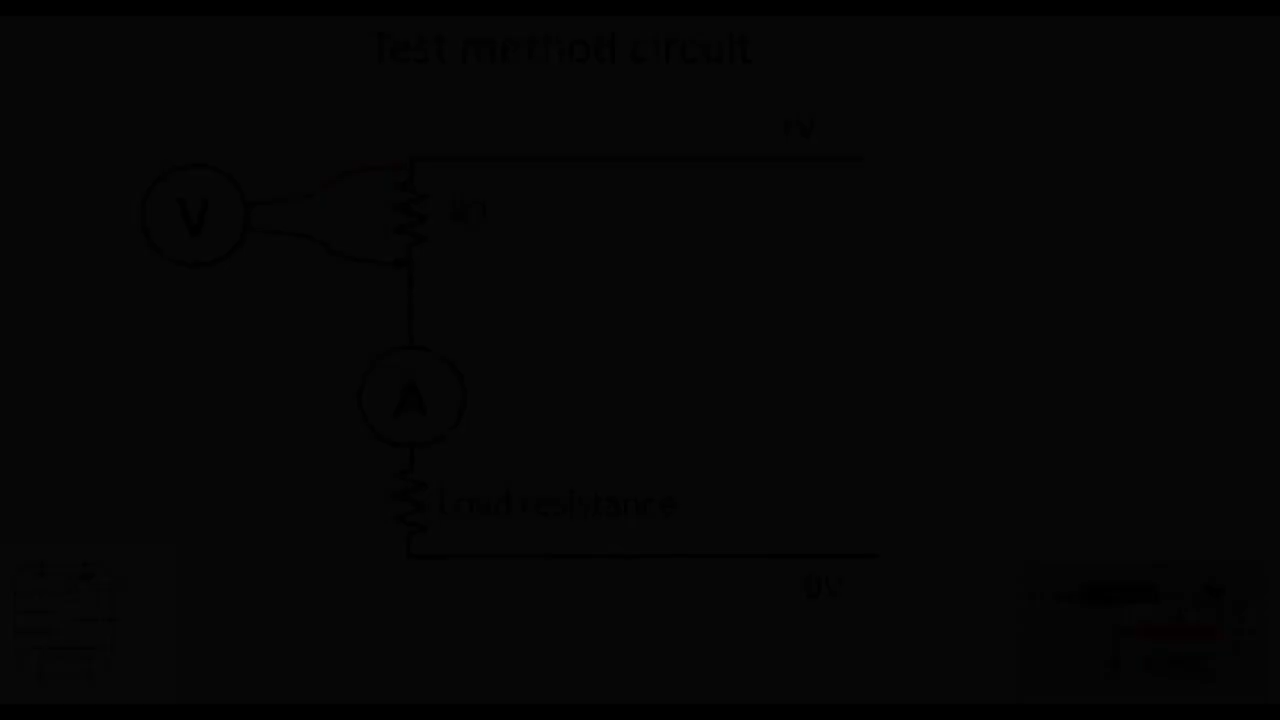 Test method circuit
+V
V
A
Load resistance
0V